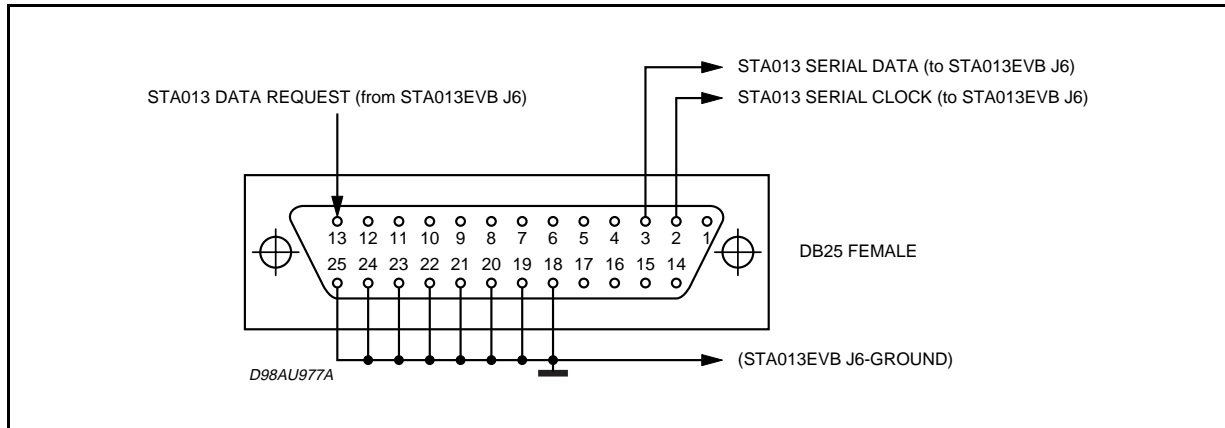 STA013 SERIAL DATA (to STA013EVB J6)
STA013 DATA REQUEST (from STA013EVB J6)
STA013 SERIAL CLOCK (to STA013EVB J6)
13 12 11 10 9 8 7 6 5 4 3 2 1
DB25 FEMALE
25 24 23 22 21 20 19 18 17 16 15 14
(STA013EVB J6-GROUND)
D98AU977A